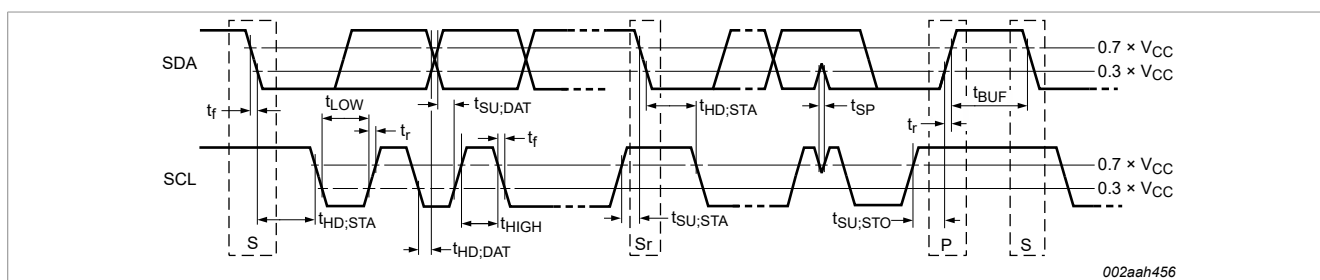 SDA
0.7 × VCC
0.3 × VCC
tf
tLOW
tSU;DAT
tr
tf
tHD;STA
tSP
tr
tBUF
SCL
0.7 × VCC
0.3 × VCC
tHD;STA
tHIGH
tHD;DAT
tSU;STA
tSU;STO
S
Sr
P
S
002aah456